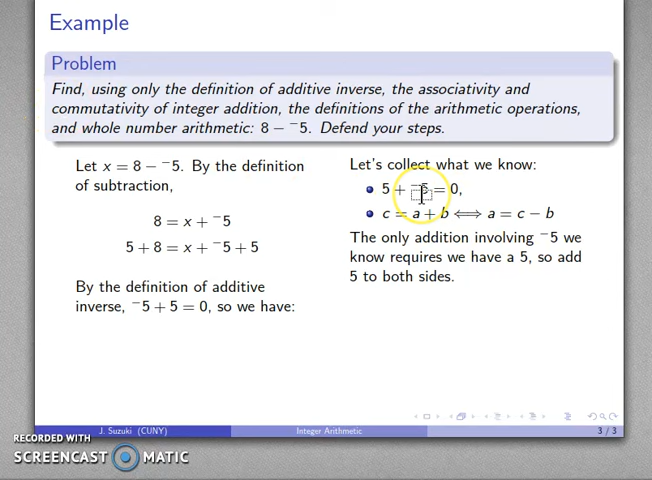 Example
Problem
Find, using only the definition of additive inverse, the associativity and
commutativity of integer addition, the definitions of the arithmetic operations,
and whole number arithmetic: 8 − ⁻5. Defend your steps.
Let x = 8 − ⁻5. By the definition
of subtraction,
8 = x + ⁻5
5 + 8 = x + ⁻5 + 5
By the definition of additive
inverse, ⁻5 + 5 = 0, so we have:
Let's collect what we know:
5 + ⁻5 = 0,
c = a + b ⟺ a = c − b
The only addition involving ⁻5 we
know requires we have a 5, so add
5 to both sides.
J. Suzuki (CUNY)
Integer Arithmetic
3 / 3
RECORDED WITH
SCREENCAST MATIC